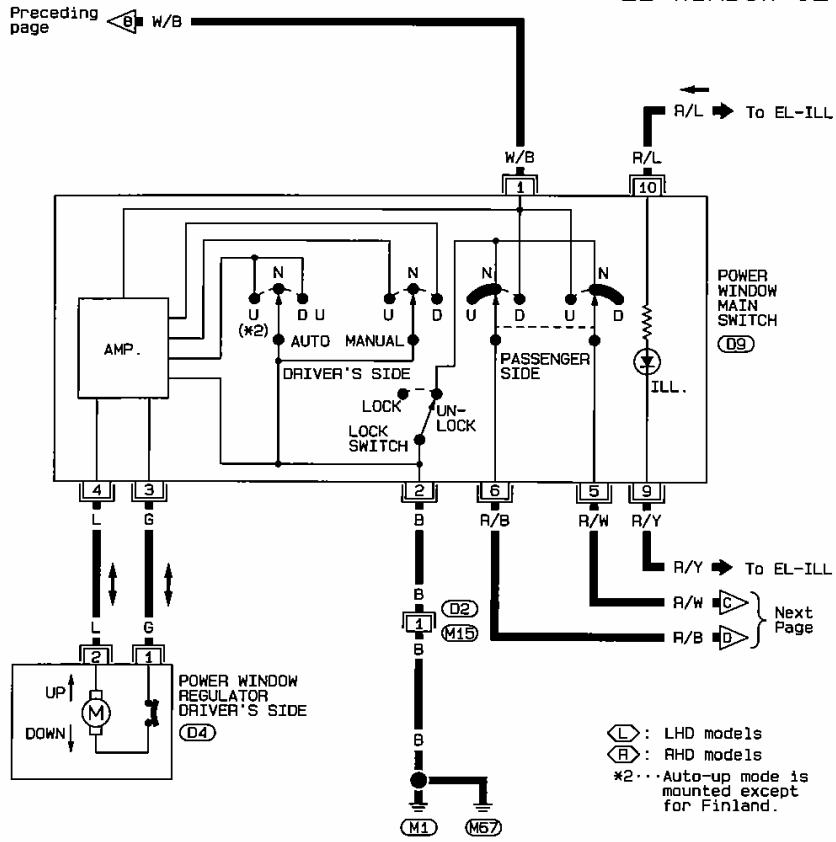 Preceding
page
B W/B
R/L To EL-ILL
W/B R/L
1 10
POWER
WINDOW
MAIN
SWITCH
D9
AMP.
N N N N
U D U U D U D U D
(*2)
AUTO MANUAL
DRIVER'S SIDE
PASSENGER
SIDE
ILL.
LOCK
UN-
LOCK
LOCK
SWITCH
4 3 2 6 5 9
L G B R/B R/W R/Y
R/Y To EL-ILL
R/W C
R/B D
Next
Page
B
1
D2
M15
B
L G
2 1
UP
DOWN
M
POWER WINDOW
REGULATOR
DRIVER'S SIDE
D4
B
M1 M67
L : LHD models
R : RHD models
*2···Auto-up mode is
mounted except
for Finland.